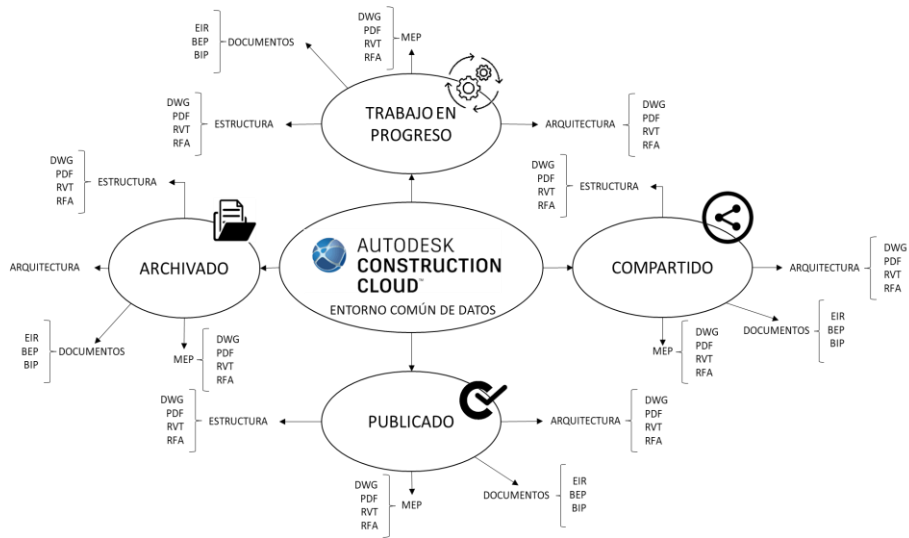 EIR
BEP
BIP
DOCUMENTOS
DWG
PDF
RVT
RFA
MEP
DWG
PDF
RVT
RFA
ESTRUCTURA
TRABAJO EN
PROGRESO
ARQUITECTURA
DWG
PDF
RVT
RFA
DWG
PDF
RVT
RFA
ESTRUCTURA
ARCHIVADO
ARQUITECTURA
EIR
BEP
BIP
DOCUMENTOS
MEP
DWG
PDF
RVT
RFA
AUTODESK
CONSTRUCTION
CLOUD™
ENTORNO COMÚN DE DATOS
DWG
PDF
RVT
RFA
ESTRUCTURA
COMPARTIDO
ARQUITECTURA
DWG
PDF
RVT
RFA
DOCUMENTOS
EIR
BEP
BIP
MEP
DWG
PDF
RVT
RFA
DWG
PDF
RVT
RFA
ESTRUCTURA
PUBLICADO
ARQUITECTURA
DWG
PDF
RVT
RFA
DWG
PDF
RVT
RFA
MEP
DOCUMENTOS
EIR
BEP
BIP